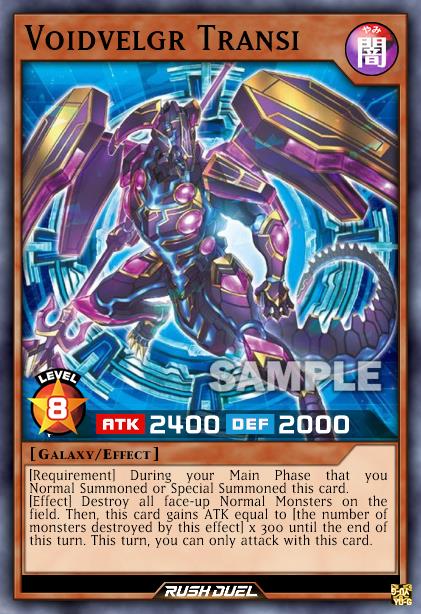 Voidvelgr Transi
やみ
闇
SAMPLE
LEVEL
8
ATK 2400 DEF 2000
[ Galaxy/Effect ]
[Requirement] During your Main Phase that you
Normal Summoned or Special Summoned this card.
[Effect] Destroy all face-up Normal Monsters on the
field. Then, this card gains ATK equal to [the number of
monsters destroyed by this effect] x 300 until the end of
this turn. This turn, you can only attack with this card.
RUSH DUEL